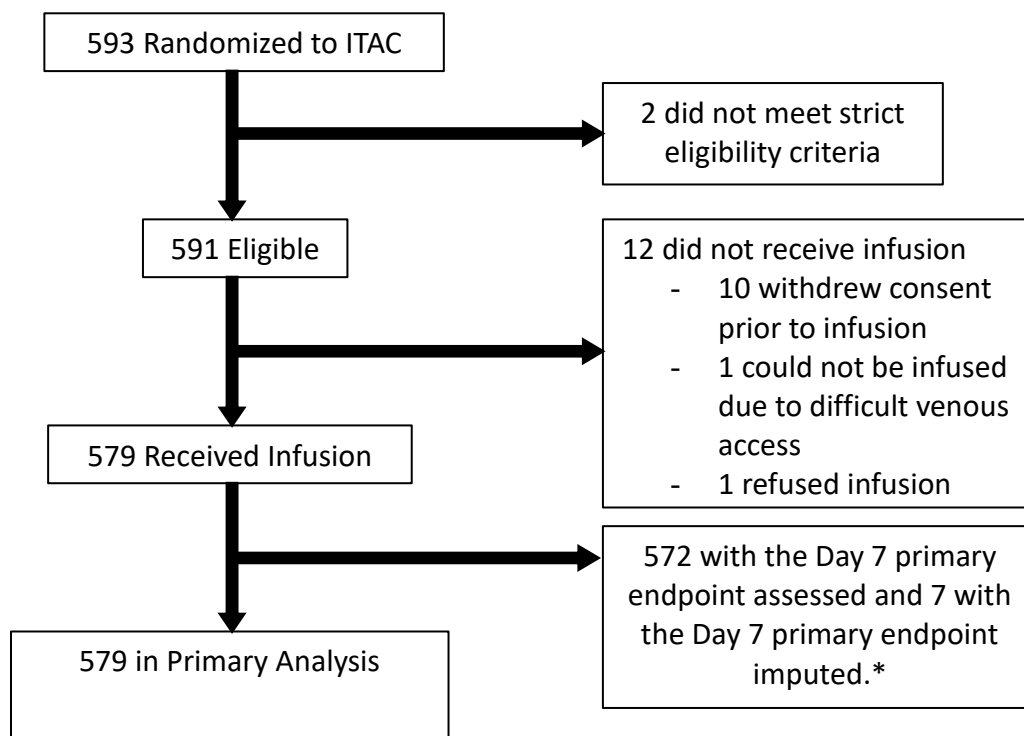 593 Randomized to ITAC
2 did not meet strict
eligibility criteria
591 Eligible
12 did not receive infusion
- 10 withdrew consent
prior to infusion
- 1 could not be infused
due to difficult venous
access
- 1 refused infusion
579 Received Infusion
572 with the Day 7 primary
endpoint assessed and 7 with
the Day 7 primary endpoint
imputed.*
579 in Primary Analysis